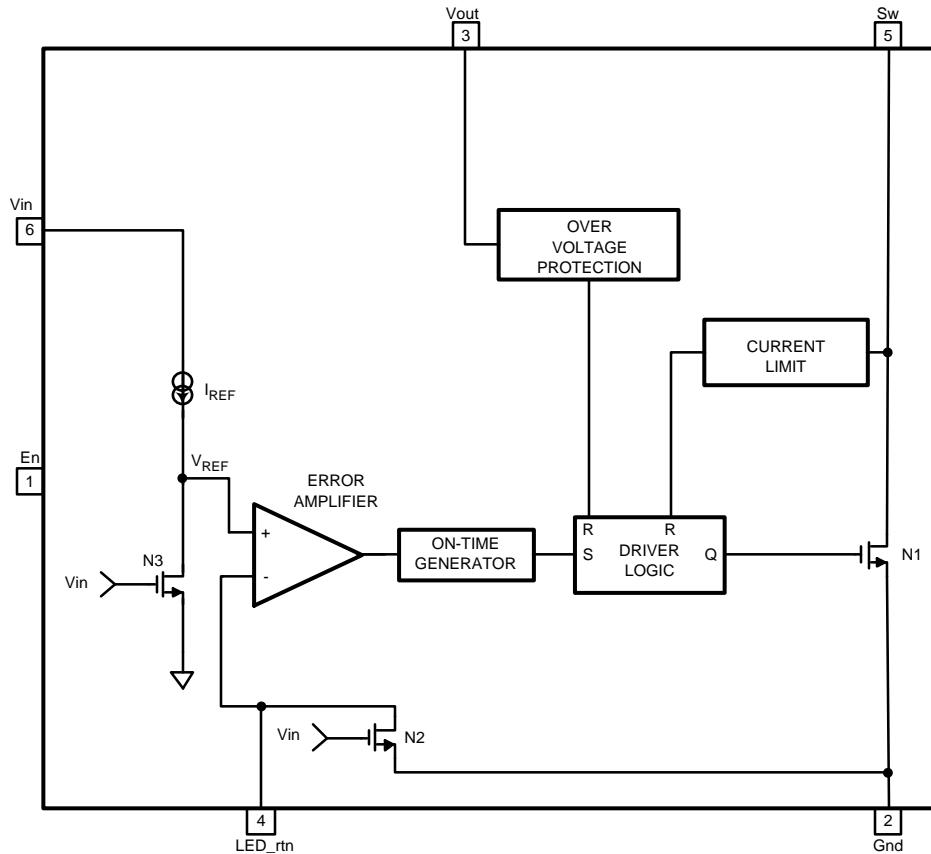 Vout
3
Sw
5
Vin
6
OVER
VOLTAGE
PROTECTION
CURRENT
LIMIT
IREF
En
1
VREF
ERROR
AMPLIFIER
+
-
ON-TIME
GENERATOR
R
R
S
DRIVER
LOGIC
Q
N1
N3
Vin
Vin
N2
4
LED_rtn
2
Gnd